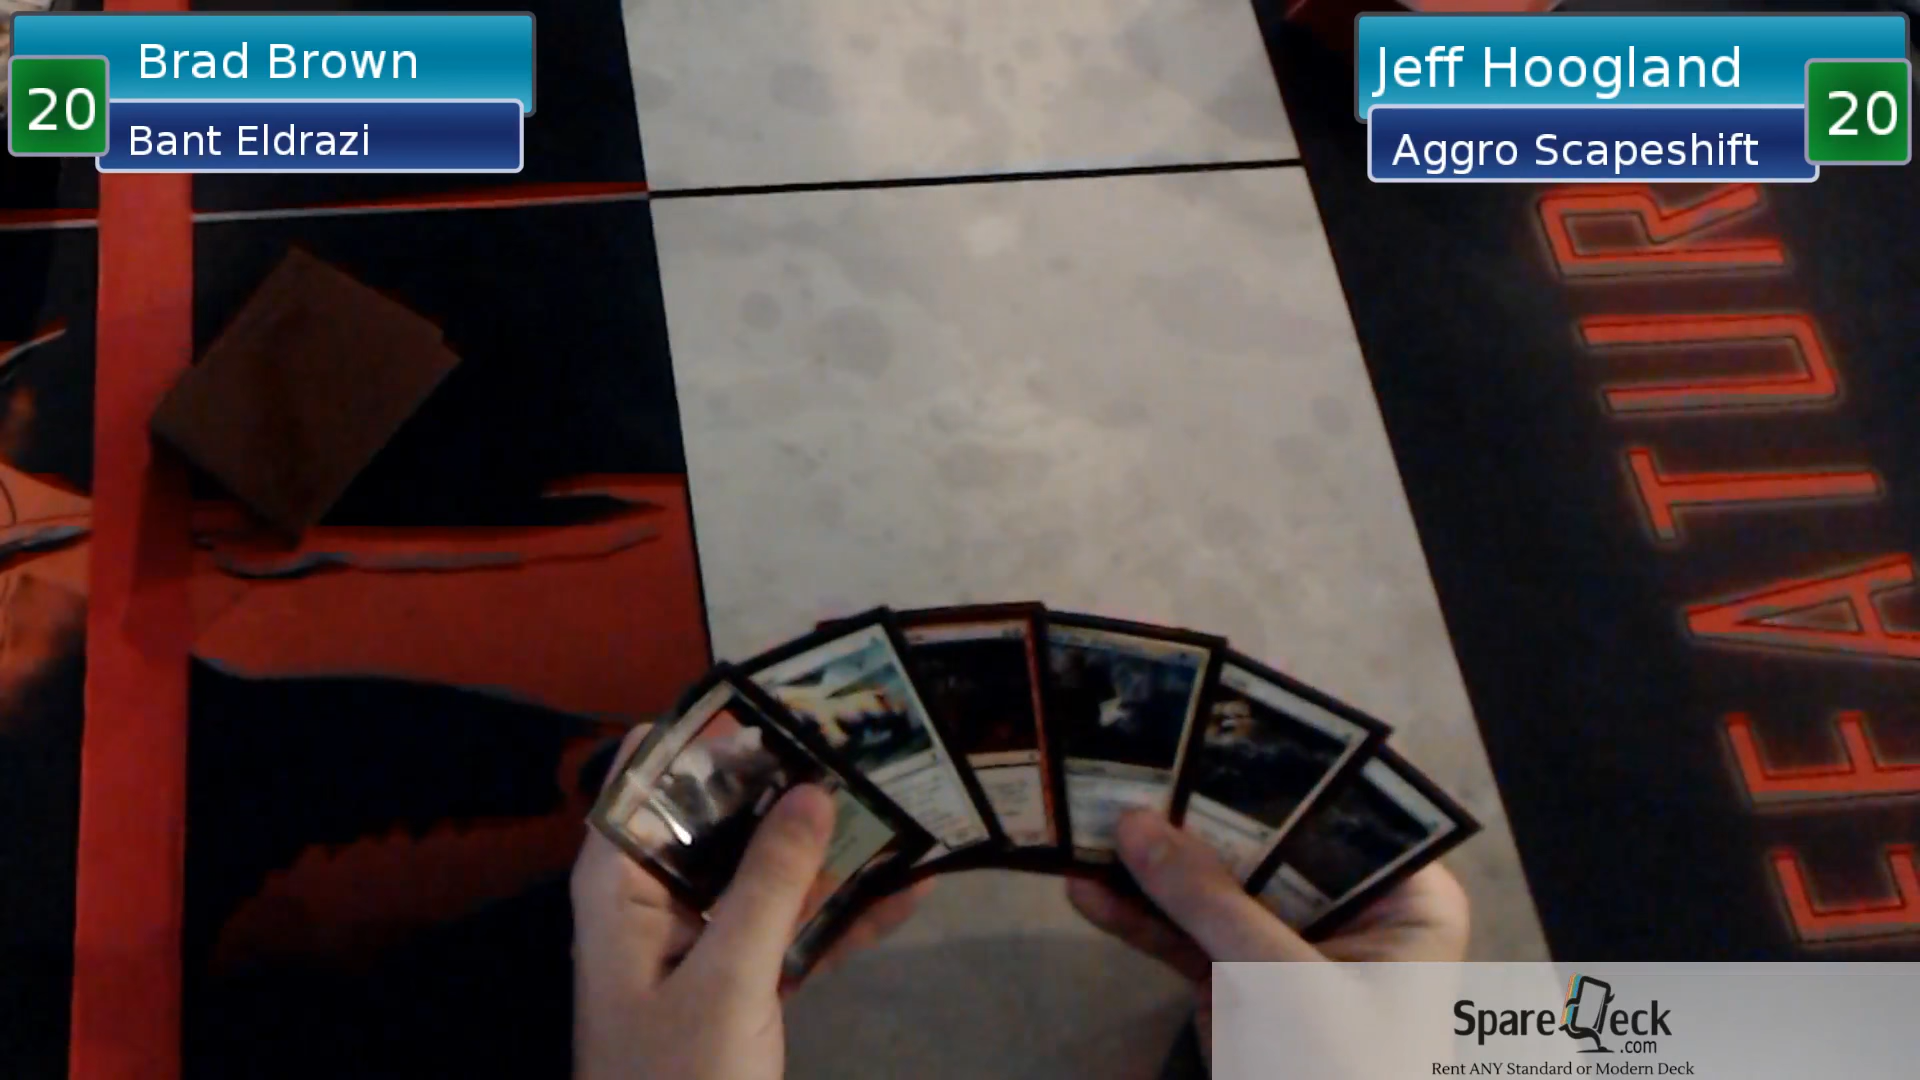 Brad Brown
20
Bant Eldrazi
Jeff Hoogland
20
Aggro Scapeshift
FEATUR
SpareDeck
.com
Rent ANY Standard or Modern Deck